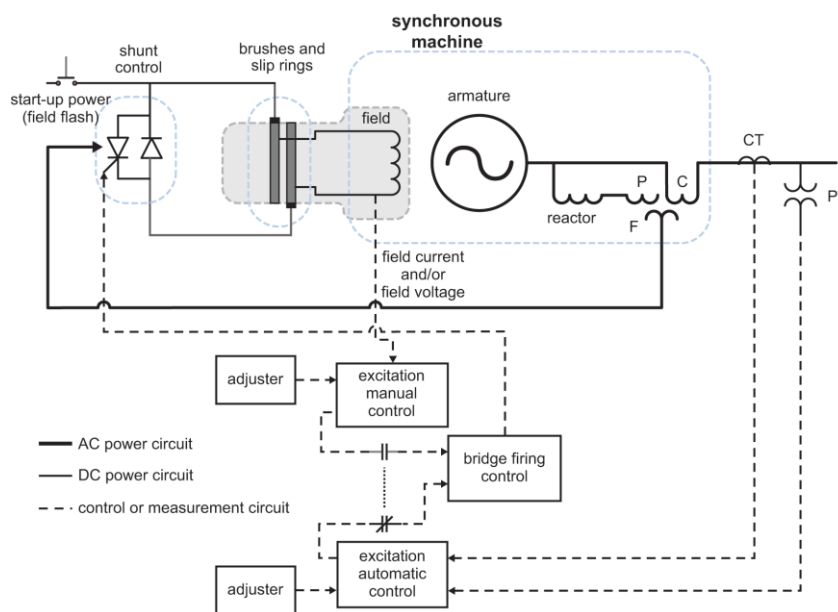 synchronous
machine
shunt
control
brushes and
slip rings
start-up power
(field flash)
field
armature
CT
P
C
P
reactor
F
field current
and/or
field voltage
adjuster
excitation
manual
control
AC power circuit
DC power circuit
control or measurement circuit
bridge firing
control
adjuster
excitation
automatic
control